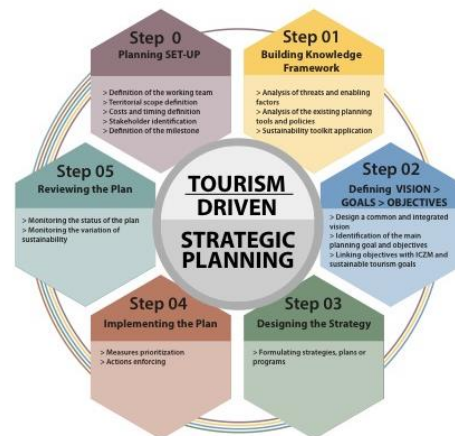 Step 0
Planning SET-UP
> Definition of the working team
> Territorial scope definition
> Costs and timing definition
> Stakeholder identification
> Definition of the milestone
Step 01
Building Knowledge
Framework
> Analysis of threats and enabling
factors
> Analysis of the existing planning
tools and policies
> Sustainability toolkit application
Step 02
Defining VISION >
GOALS > OBJECTIVES
> Design a common and integrated
vision
> Identification of the main
planning goal and objectives
> Linking objectives with ICZM and
sustainable tourism goals
Step 03
Designing the Strategy
> Formulating strategies, plans or
programs
Step 04
Implementing the Plan
> Measures prioritization
> Actions enforcing
Step 05
Reviewing the Plan
> Monitoring the status of the plan
> Monitoring the variation of
sustainability
TOURISM
DRIVEN
STRATEGIC
PLANNING